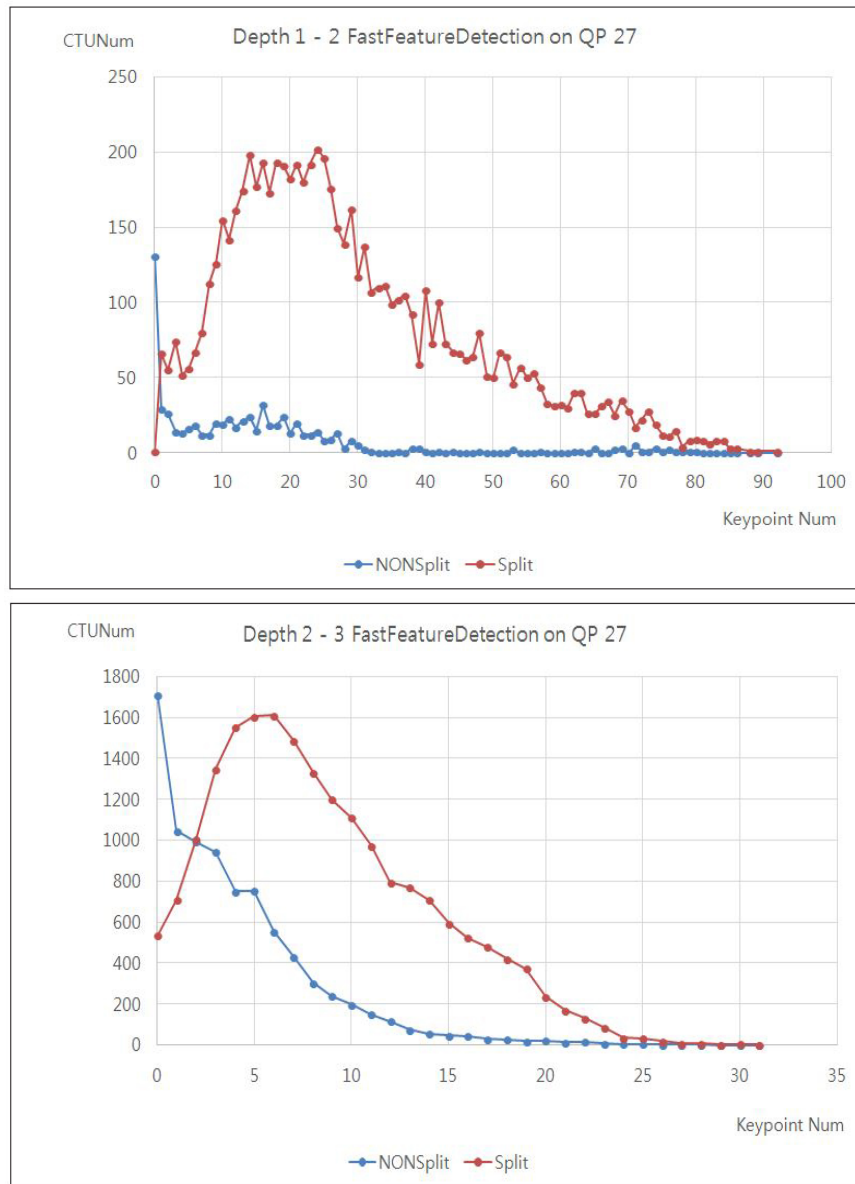 Depth 1 - 2 FastFeatureDetection on QP 27
CTUNum
250
200
150
100
50
0
0 10 20 30 40 50 60 70 80 90 100
Keypoint Num
NONSplit Split
Depth 2 - 3 FastFeatureDetection on QP 27
CTUNum
1800
1600
1400
1200
1000
800
600
400
200
0
0 5 10 15 20 25 30 35
Keypoint Num
NONSplit Split